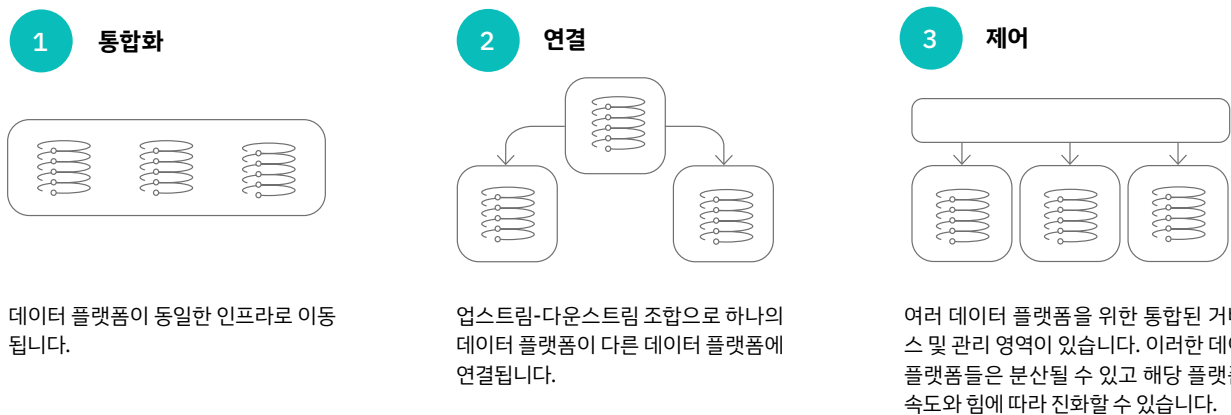 1 통합화
데이터 플랫폼이 동일한 인프라로 이동
됩니다.
2 연결
업스트림-다운스트림 조합으로 하나의
데이터 플랫폼이 다른 데이터 플랫폼에
연결됩니다.
3 제어
여러 데이터 플랫폼을 위한 통합된
스 및 관리 영역이 있습니다. 이러한
플랫폼들은 분산될 수 있고 해당
속도와 힘에 따라 진화할 수 있습니다.